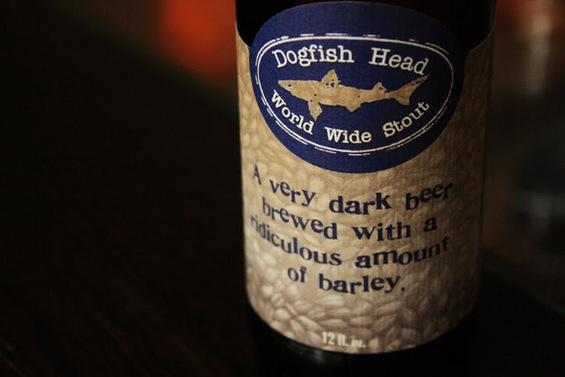 Dogfish Head
World Wide Stout
A very dark beer
brewed with a
ridiculous amount
of barley.
12 fl. oz.